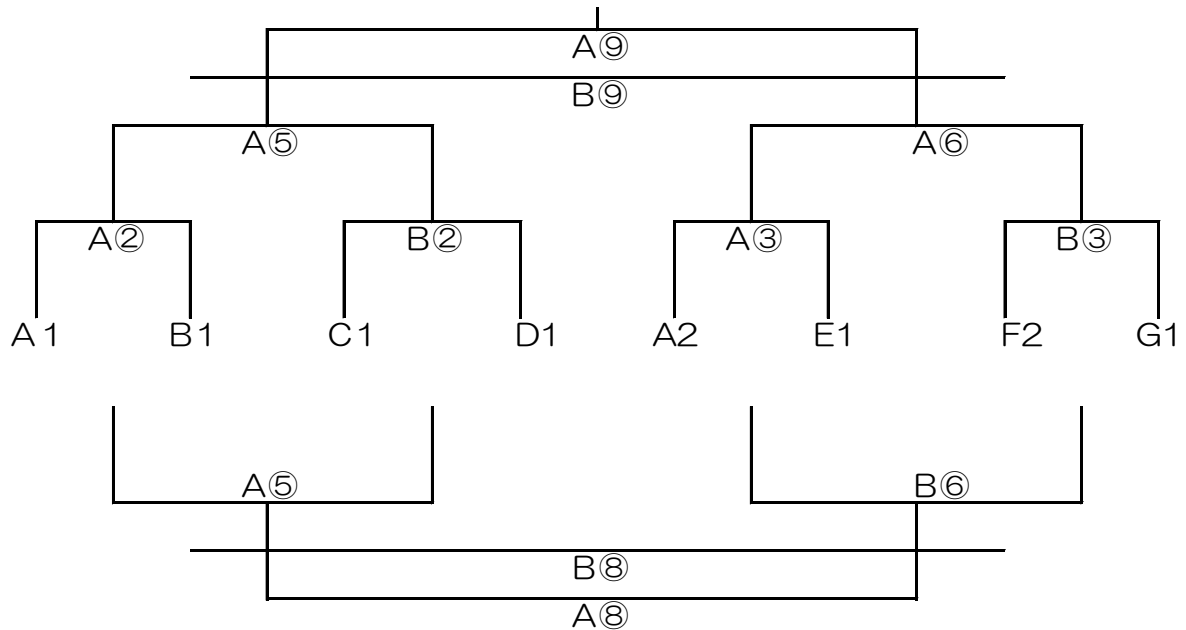 A⑨
B⑨
A⑤ A⑥
A② B② A③ B③
A1 B1 C1 D1 A2 E1 F2 G1
A⑤ B⑥
B⑧
A⑧